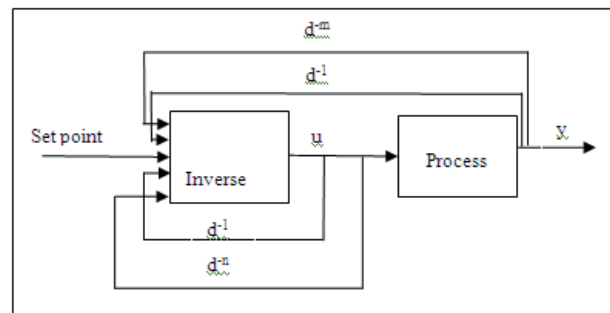 d⁻ᵐ
d⁻¹
Set point
u
y
Process
Inverse
d⁻¹
d⁻ⁿ